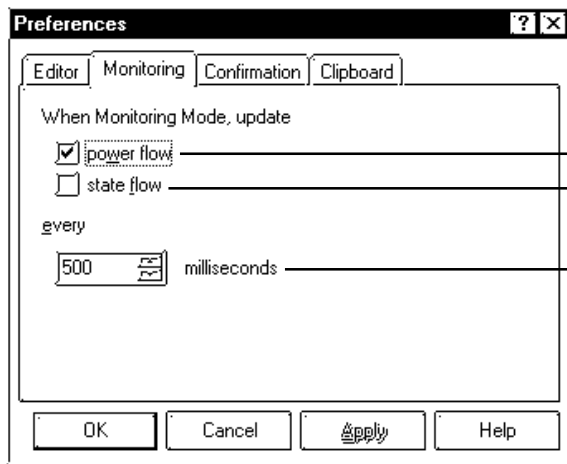 Preferences ? ×
Editor Monitoring Confirmation Clipboard
When Monitoring Mode, update
power flow
state flow
every
500 milliseconds
OK Cancel Apply Help